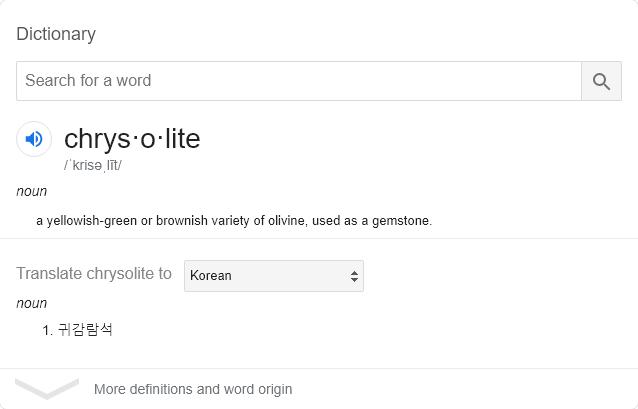 Dictionary
Search for a word
chrys·o·lite
/ˈkrisəˌlīt/
noun
a yellowish-green or brownish variety of olivine, used as a gemstone.
Translate chrysolite to Korean
noun
1. 귀감람석
More definitions and word origin